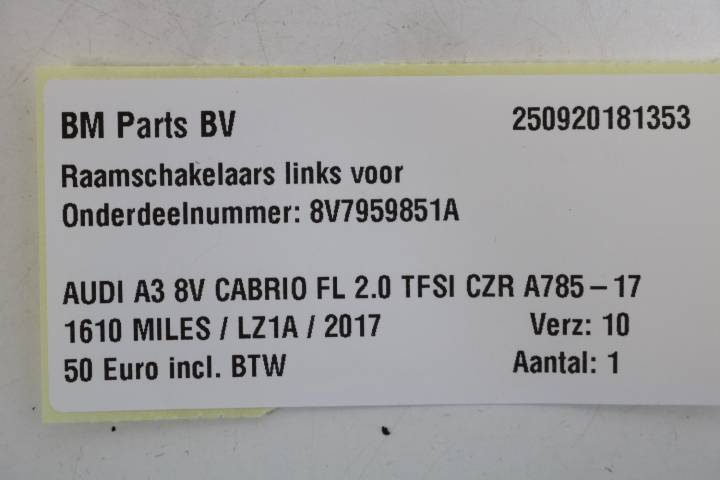 BM Parts BV 250920181353
Raamschakelaars links voor
Onderdeelnummer: 8V7959851A
AUDI A3 8V CABRIO FL 2.0 TFSI CZR A785-17
1610 MILES / LZ1A / 2017 Verz: 10
50 Euro incl. BTW Aantal: 1